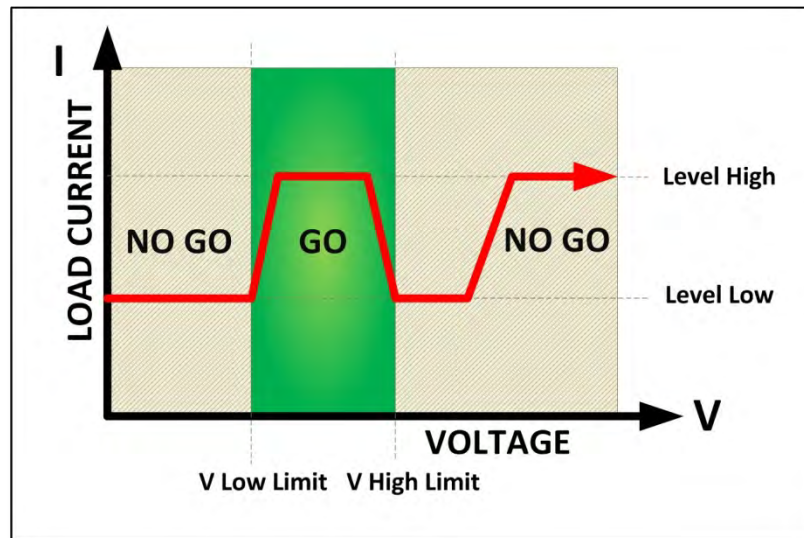 I
LOAD CURRENT
NO GO
GO
NO GO
Level High
Level Low
V
VOLTAGE
V Low Limit
V High Limit